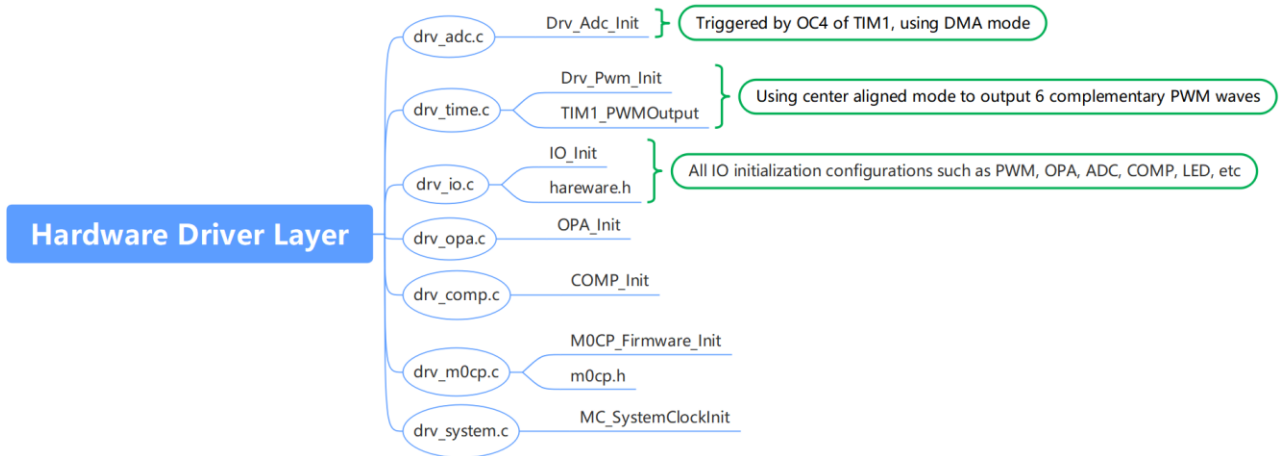 Hardware Driver Layer
drv_adc.c
Drv_Adc_Init
Triggered by OC4 of TIM1, using DMA mode
drv_time.c
Drv_Pwm_Init
TIM1_PWMOutput
Using center aligned mode to output 6 complementary PWM waves
drv_io.c
IO_Init
hareware.h
All IO initialization configurations such as PWM, OPA, ADC, COMP, LED, etc
drv_opa.c
OPA_Init
drv_comp.c
COMP_Init
drv_m0cp.c
M0CP_Firmware_Init
m0cp.h
drv_system.c
MC_SystemClockInit